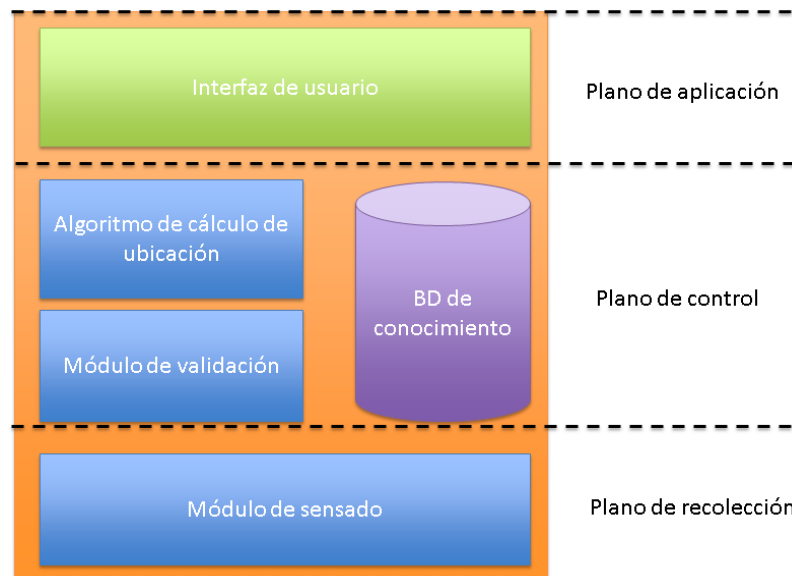 Interfaz de usuario
Plano de aplicación
Algoritmo de cálculo de
ubicación
BD de
conocimiento
Plano de control
Módulo de validación
Módulo de sensado
Plano de recolección